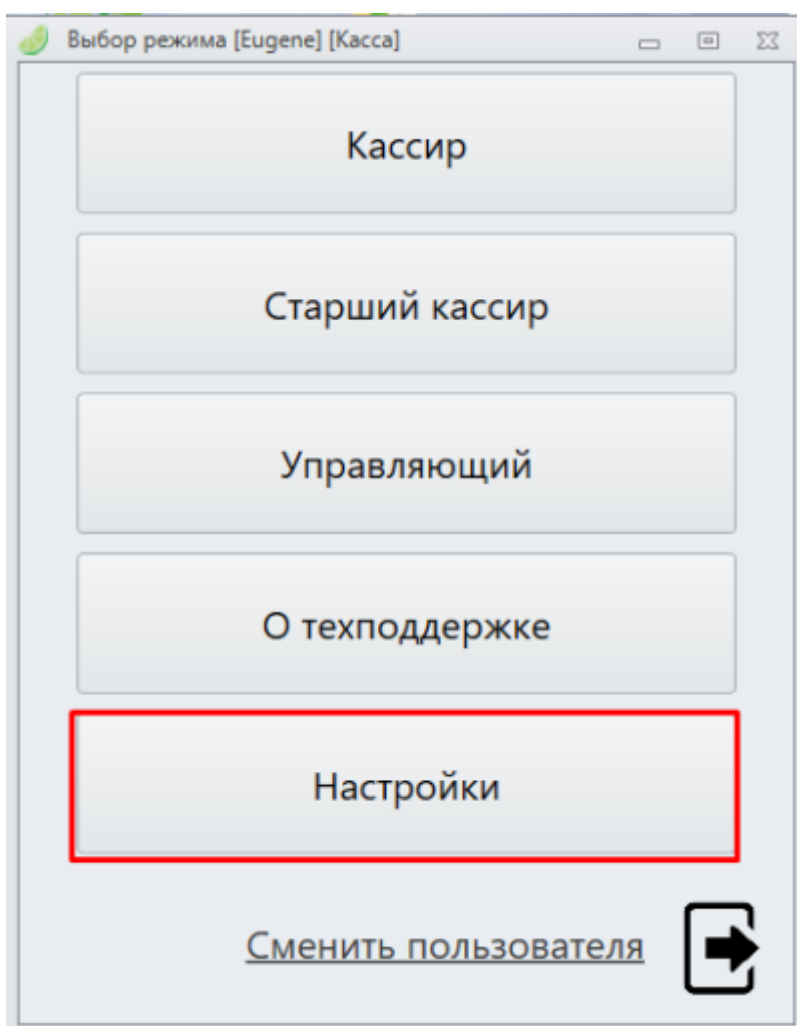 Выбор режима [Eugene] [Касса]
Кассир
Старший кассир
Управляющий
О техподдержке
Настройки
Сменить пользователя